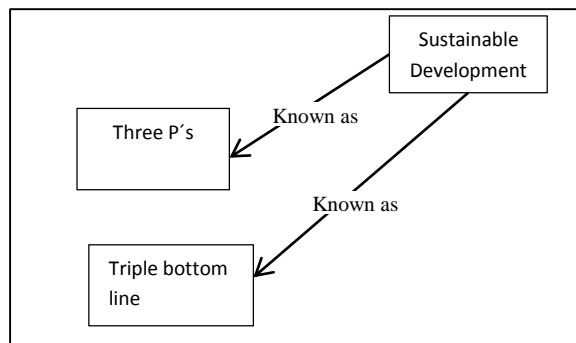 Sustainable
Development
Three P´s
Known as
Known as
Triple bottom
line